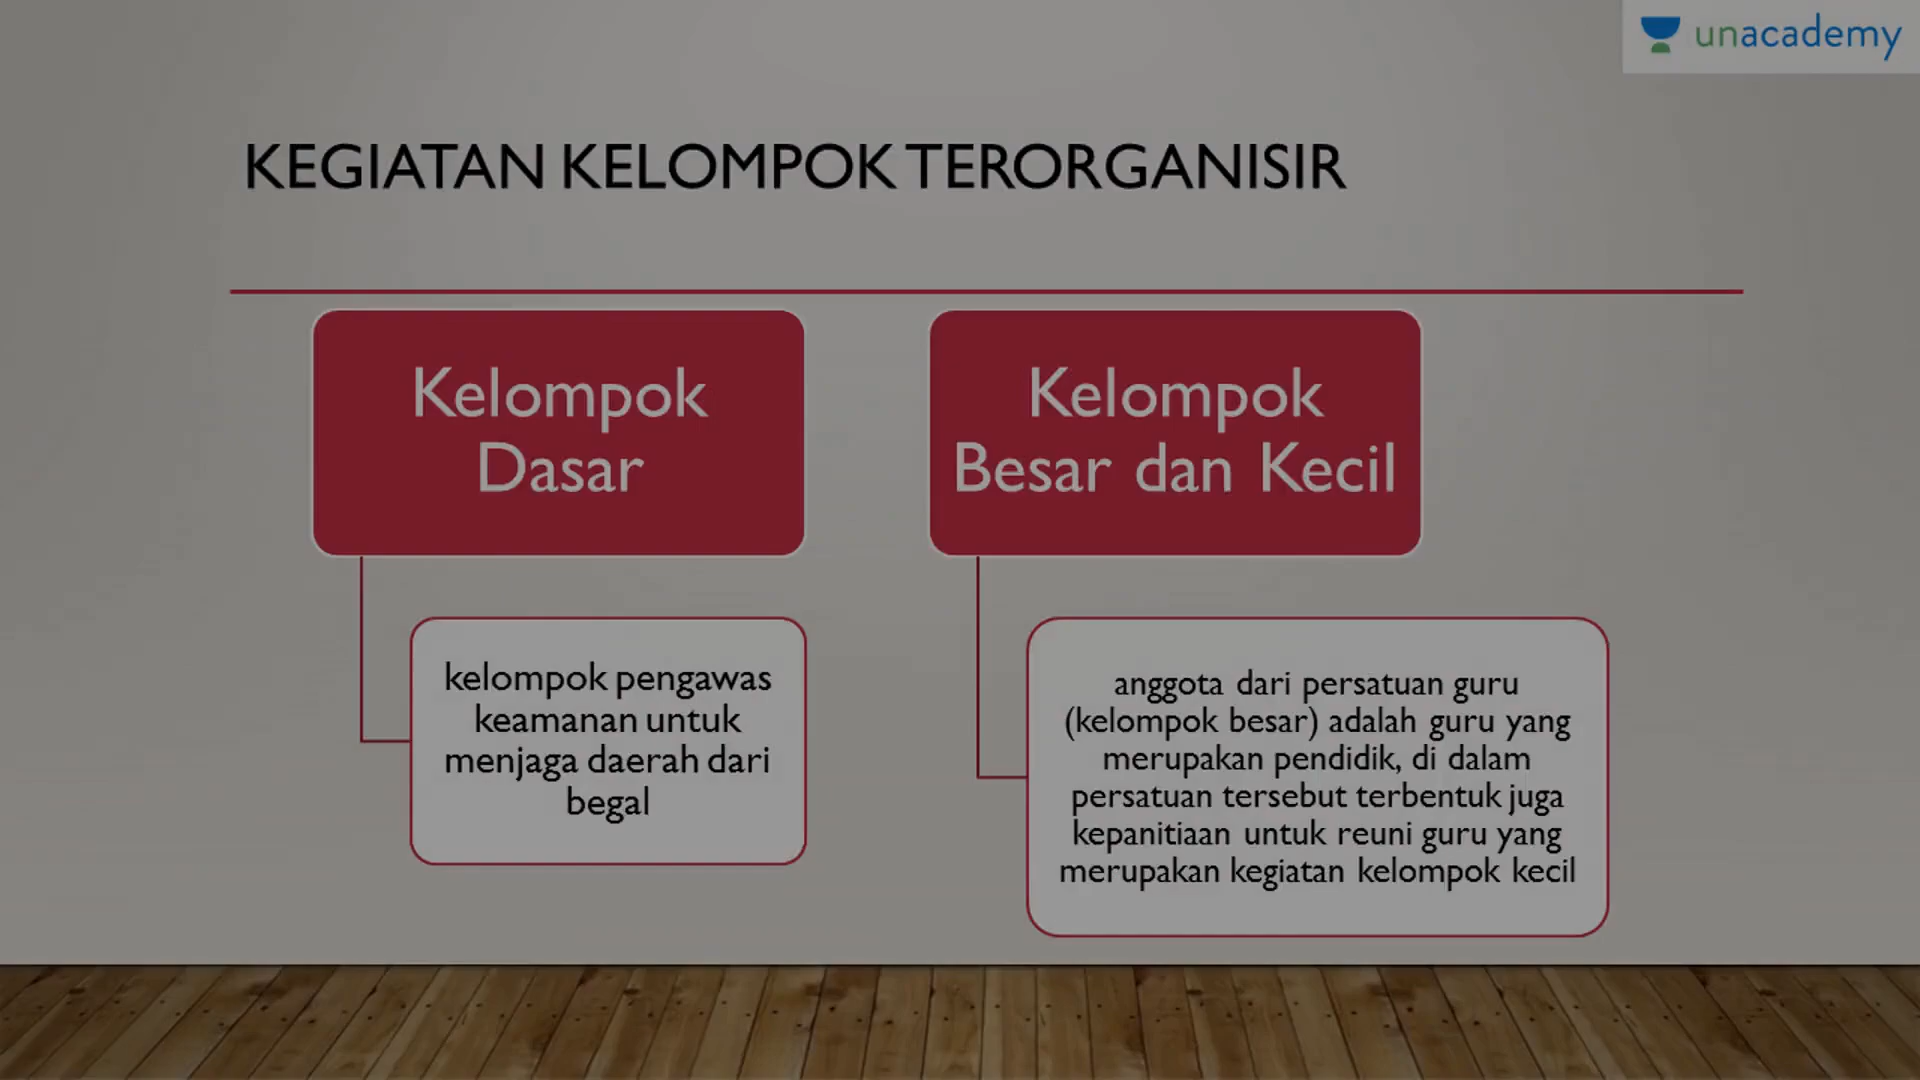 unacademy
KEGIATAN KELOMPOK TERORGANISIR
Kelompok
Dasar
kelompok pengawas
keamanan untuk
menjaga daerah dari
begal
Kelompok
Besar dan Kecil
anggota dari persatuan guru
(kelompok besar) adalah guru yang
merupakan pendidik, di dalam
persatuan tersebut terbentuk juga
kepanitiaan untuk reuni guru yang
merupakan kegiatan kelompok kecil